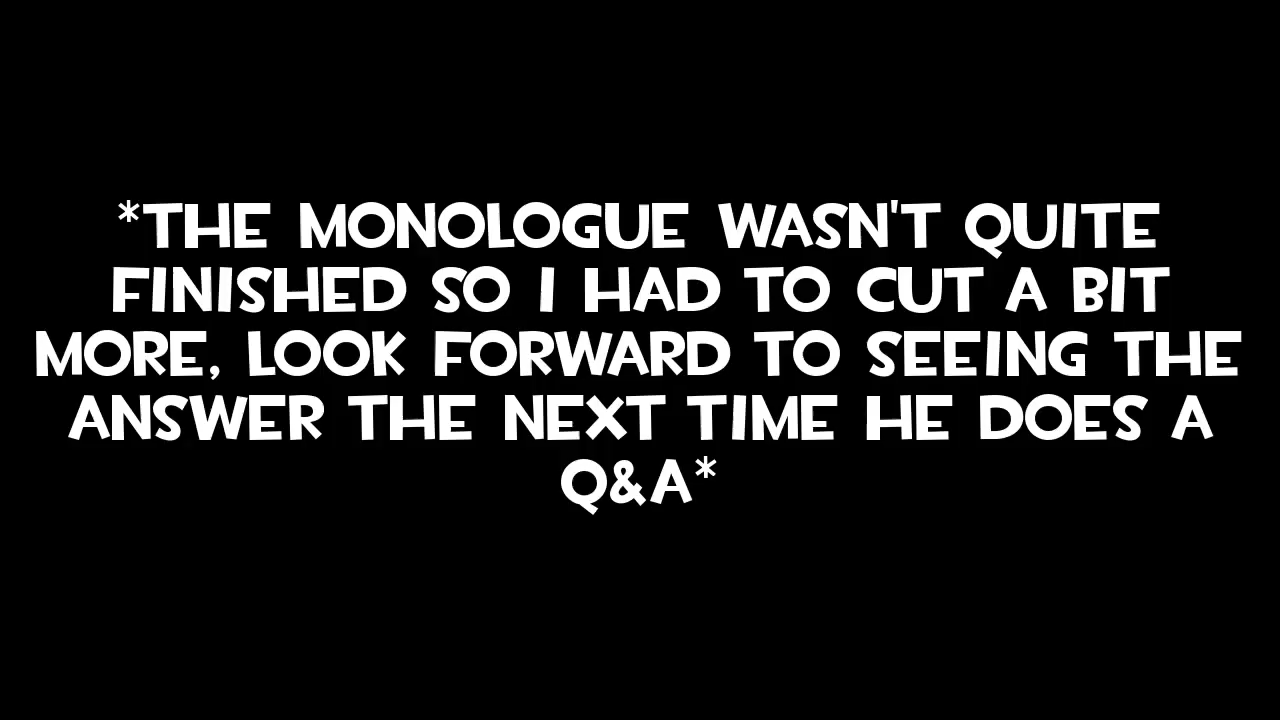 *THE MONOLOGUE WASN'T QUITE
FINISHED SO I HAD TO CUT A BIT
MORE, LOOK FORWARD TO SEEING THE
ANSWER THE NEXT TIME HE DOES A
Q&A*